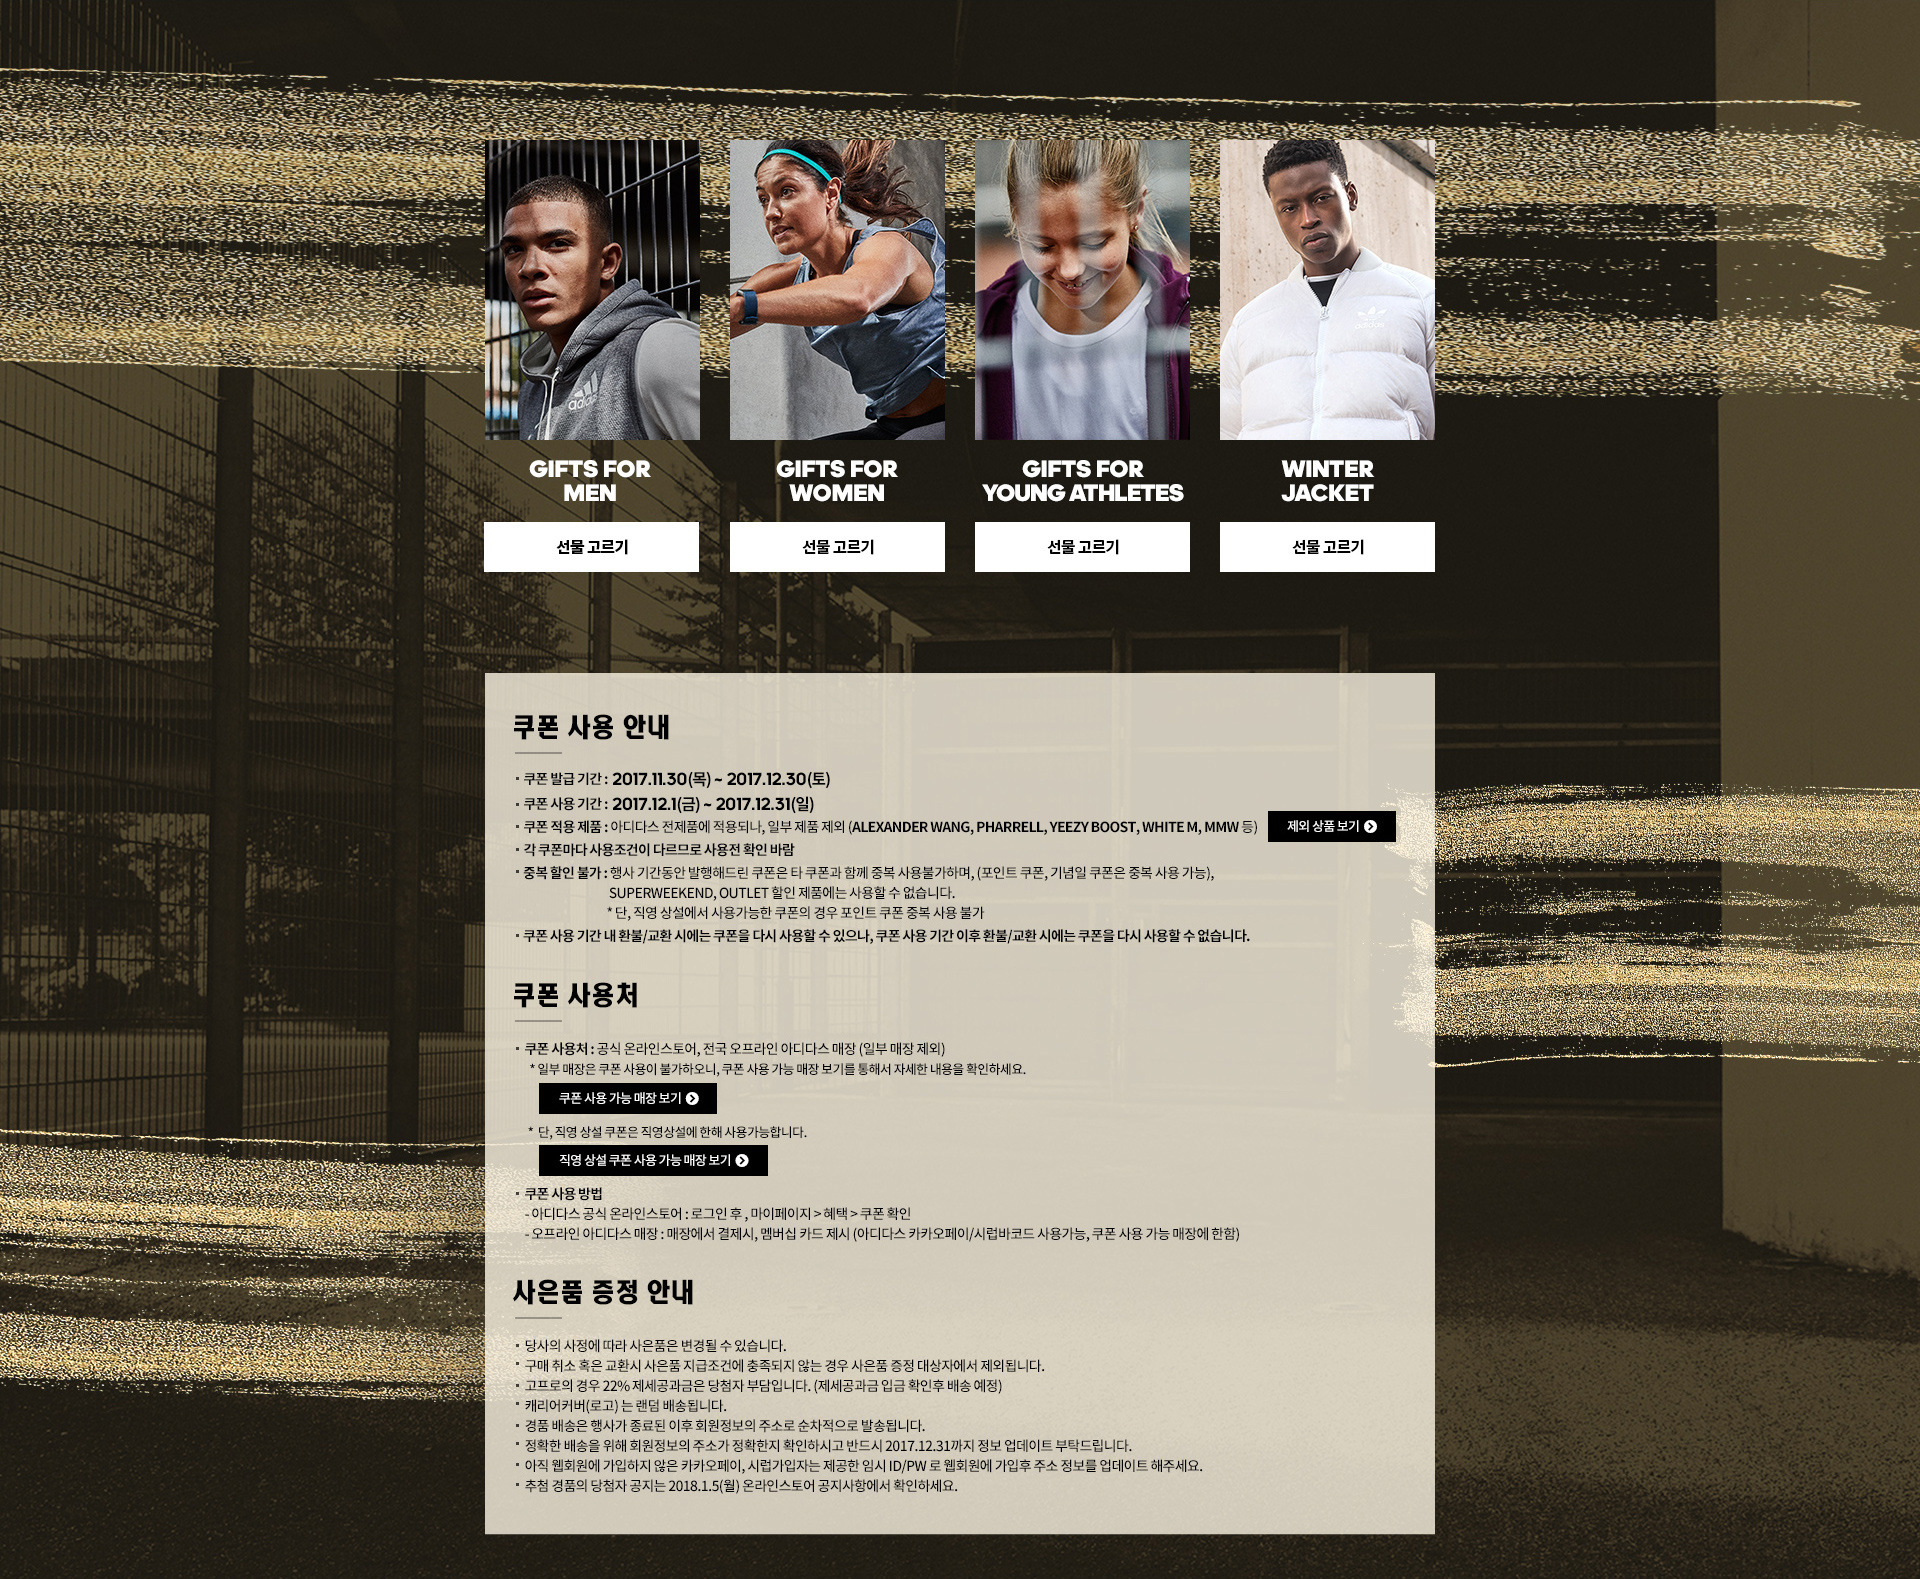 adidas
adidas
GIFTS FOR
MEN
GIFTS FOR
WOMEN
GIFTS FOR
YOUNG ATHLETES
WINTER
JACKET
선물 고르기
선물 고르기
선물 고르기
선물 고르기
쿠폰 사용 안내
· 쿠폰 발급 기간 : 2017.11.30(목) ~ 2017.12.30(토)
· 쿠폰 사용 기간 : 2017.12.1(금) ~ 2017.12.31(일)
· 쿠폰 적용 제품 : 아디다스 전제품에 적용되나, 일부 제품 제외 (ALEXANDER WANG, PHARRELL, YEEZY BOOST, WHITE M, MMW 등) 제외 상품 보기
· 각 쿠폰마다 사용조건이 다르므로 사용전 확인 바람
· 중복 할인 불가 : 행사 기간동안 발행해드린 쿠폰은 타 쿠폰과 함께 중복 사용불가하며, (포인트 쿠폰, 기념일 쿠폰은 중복 사용 가능),
SUPERWEEKEND, OUTLET 할인 제품에는 사용할 수 없습니다.
* 단, 직영 상설에서 사용가능한 쿠폰의 경우 포인트 쿠폰 중복 사용 불가
· 쿠폰 사용 기간 내 환불/교환 시에는 쿠폰을 다시 사용할 수 있으나, 쿠폰 사용 기간 이후 환불/교환 시에는 쿠폰을 다시 사용할 수 없습니다.
쿠폰 사용처
· 쿠폰 사용처 : 공식 온라인스토어, 전국 오프라인 아디다스 매장 (일부 매장 제외)
* 일부 매장은 쿠폰 사용이 불가하오니, 쿠폰 사용 가능 매장 보기를 통해서 자세한 내용을 확인하세요.
쿠폰 사용 가능 매장 보기
* 단, 직영 상설 쿠폰은 직영상설에 한해 사용가능합니다.
직영 상설 쿠폰 사용 가능 매장 보기
· 쿠폰 사용 방법
- 아디다스 공식 온라인스토어 : 로그인 후 , 마이페이지 > 혜택 > 쿠폰 확인
- 오프라인 아디다스 매장 : 매장에서 결제시, 멤버십 카드 제시 (아디다스 카카오페이/시럽바코드 사용가능, 쿠폰 사용 가능 매장에 한함)
사은품 증정 안내
· 당사의 사정에 따라 사은품은 변경될 수 있습니다.
· 구매 취소 혹은 교환시 사은품 지급조건에 충족되지 않는 경우 사은품 증정 대상자에서 제외됩니다.
· 고프로의 경우 22% 제세공과금은 당첨자 부담입니다. (제세공과금 입금 확인후 배송 예정)
· 캐리어커버(로고) 는 랜덤 배송됩니다.
· 경품 배송은 행사가 종료된 이후 회원정보의 주소로 순차적으로 발송됩니다.
· 정확한 배송을 위해 회원정보의 주소가 정확한지 확인하시고 반드시 2017.12.31까지 정보 업데이트 부탁드립니다.
· 아직 웹회원에 가입하지 않은 카카오페이, 시럽가입자는 제공한 임시 ID/PW 로 웹회원에 가입후 주소 정보를 업데이트 해주세요.
· 추첨 경품의 당첨자 공지는 2018.1.5(월) 온라인스토어 공지사항에서 확인하세요.